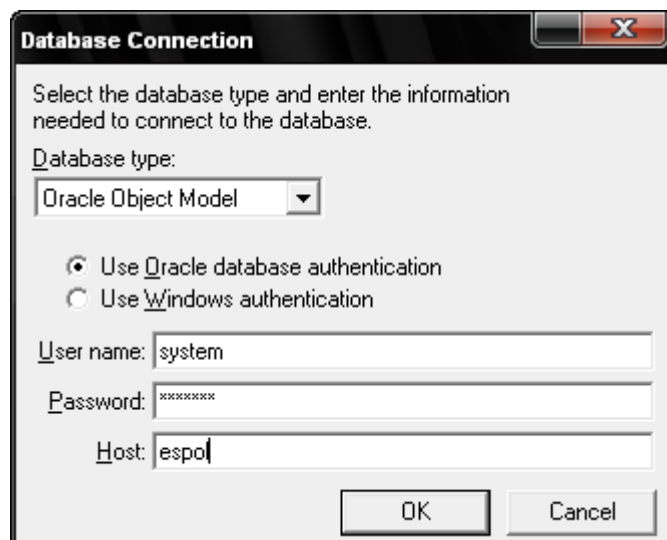 Database Connection
Select the database type and enter the information
needed to connect to the database.
Database type:
Oracle Object Model
Use Oracle database authentication
Use Windows authentication
User name: system
Password: *******
Host: espol
OK Cancel